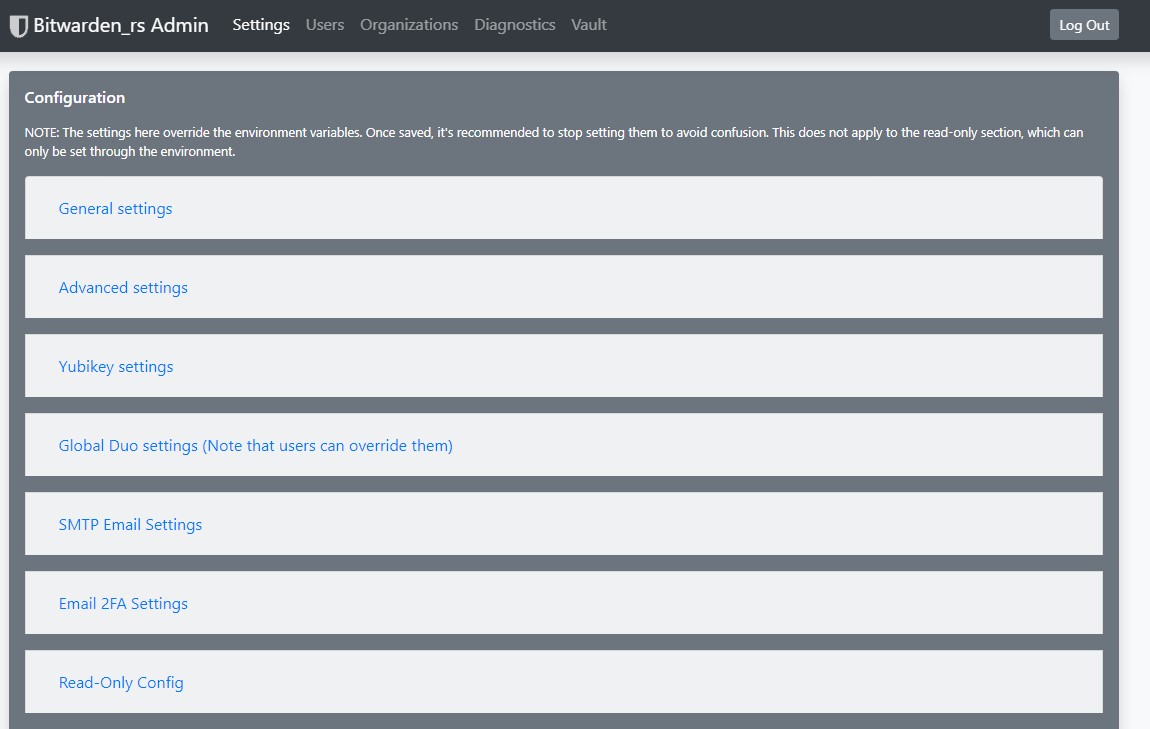 Bitwarden_rs Admin Settings Users Organizations Diagnostics Vault Log Out
Configuration
NOTE: The settings here override the environment variables. Once saved, it's recommended to stop setting them to avoid confusion. This does not apply to the read-only section, which can
only be set through the environment.
General settings
Advanced settings
Yubikey settings
Global Duo settings (Note that users can override them)
SMTP Email Settings
Email 2FA Settings
Read-Only Config